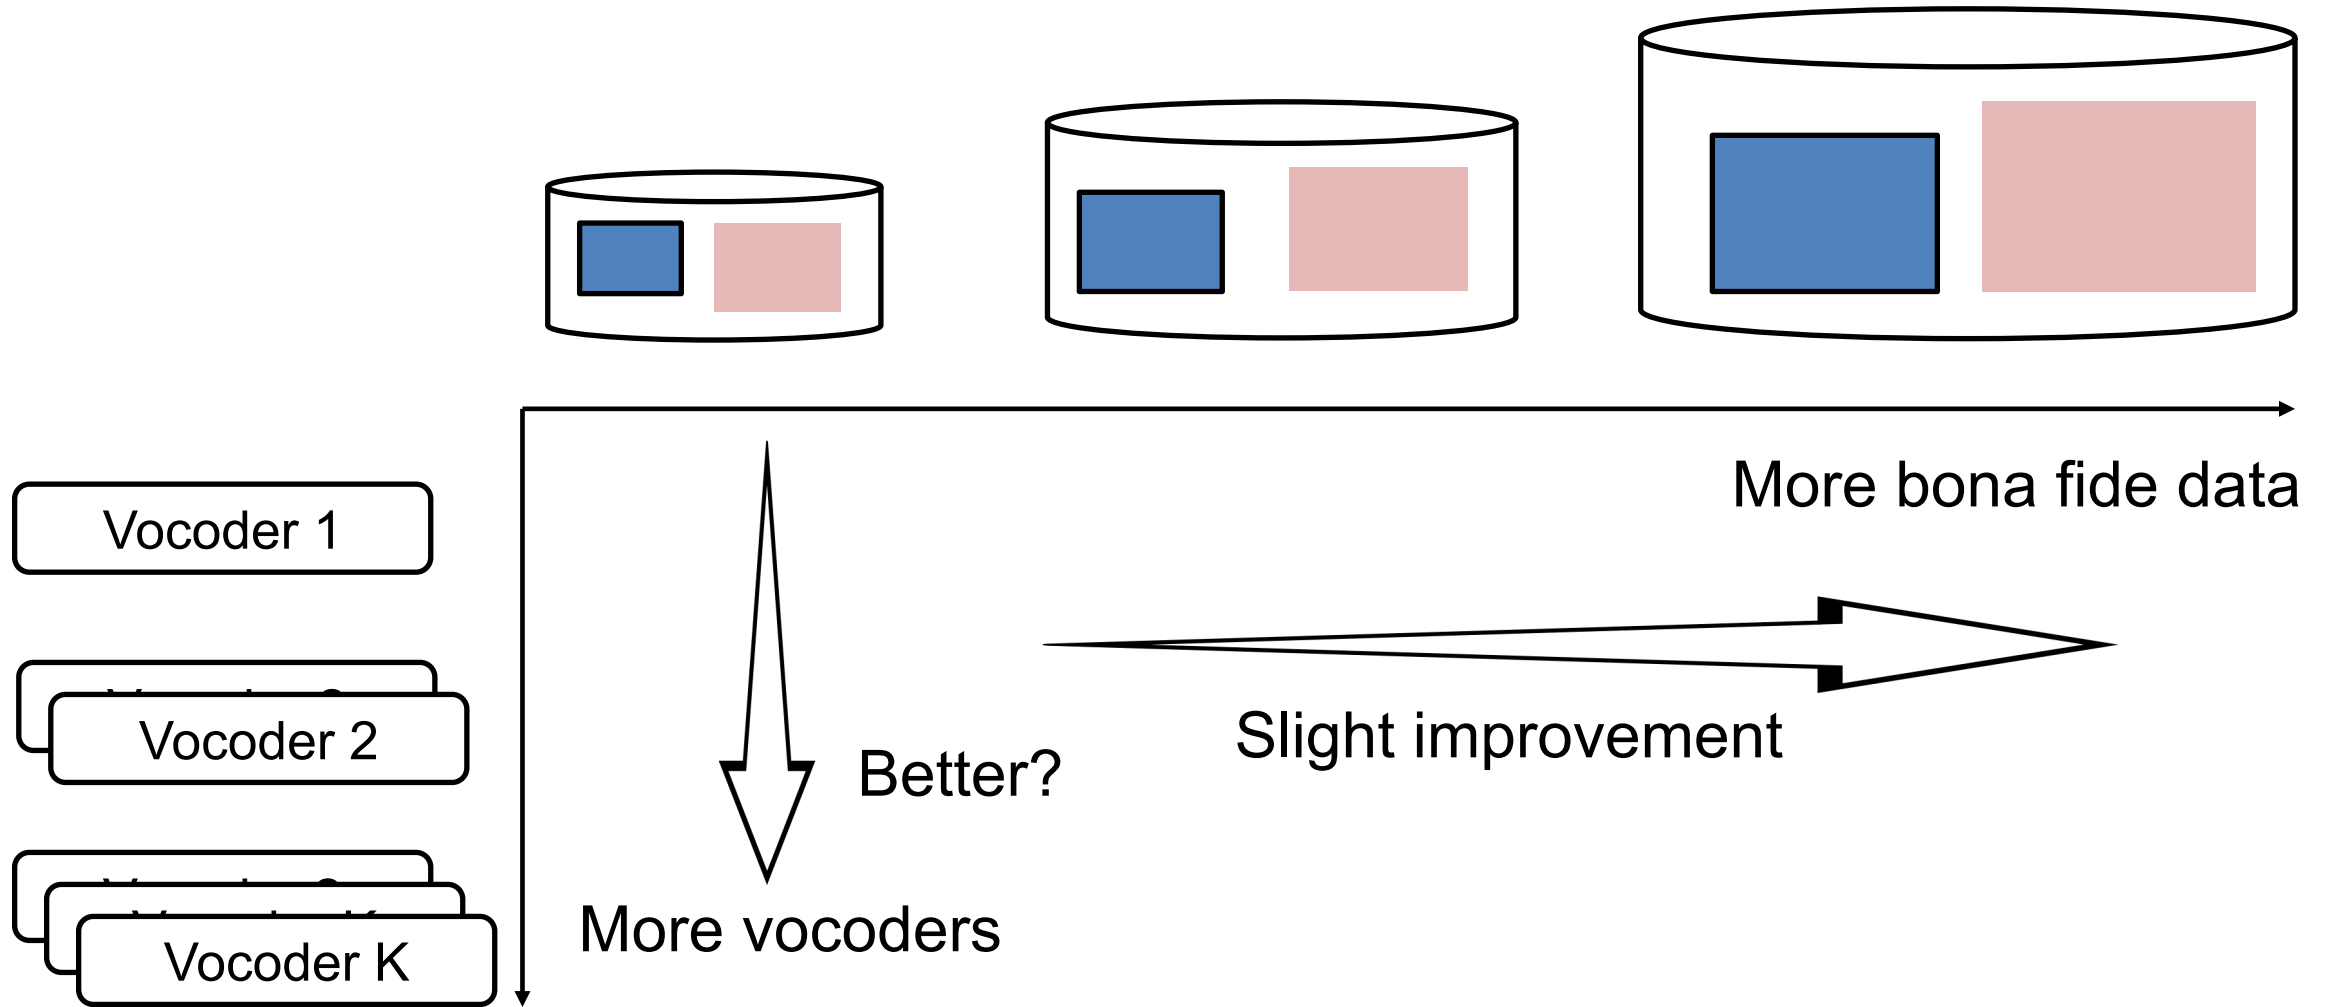 More bona fide data
Vocoder 1
Slight improvement
Vocoder 2
Better?
More vocoders
Vocoder K